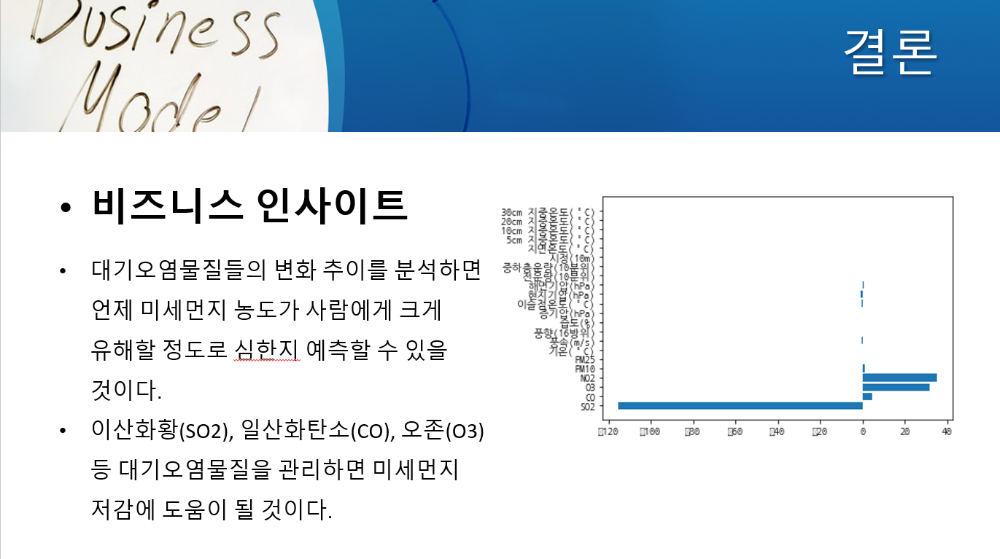 Business
Model
결론
• 비즈니스 인사이트
• 대기오염물질들의 변화 추이를 분석하면
언제 미세먼지 농도가 사람에게 크게
유해할 정도로 심한지 예측할 수 있을
것이다.
• 이산화황(SO2), 일산화탄소(CO), 오존(O3)
등 대기오염물질을 관리하면 미세먼지
저감에 도움이 될 것이다.
30cm 지중온도(°C)
20cm 지중온도(°C)
10cm 지중온도(°C)
5cm 지중온도(°C)
지면온도(°C)
시정(10m)
중하층운량(10분위)
전운량(10분위)
해면기압(hPa)
현지기압(hPa)
이슬점온도(°C)
증기압(hPa)
습도(%)
풍향(16방위)
풍속(m/s)
기온(°C)
PM25
PM10
NO2
O3
CO
SO2
▯120 ▯100 ▯80 ▯60 ▯40 ▯20 0 20 40